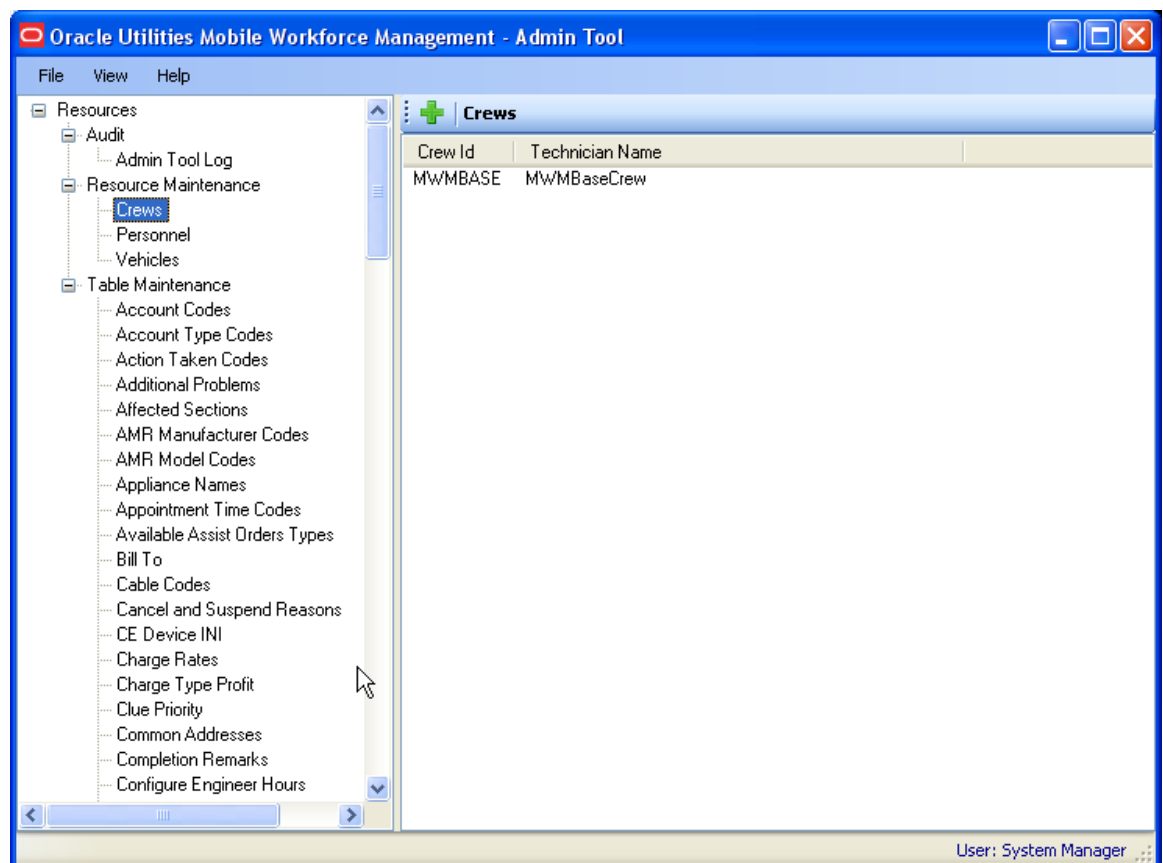 Oracle Utilities Mobile Workforce Management - Admin Tool
File View Help
Resources
Audit
Admin Tool Log
Resource Maintenance
Crews
Personnel
Vehicles
Table Maintenance
Account Codes
Account Type Codes
Action Taken Codes
Additional Problems
Affected Sections
AMR Manufacturer Codes
AMR Model Codes
Appliance Names
Appointment Time Codes
Available Assist Orders Types
Bill To
Cable Codes
Cancel and Suspend Reasons
CE Device INI
Charge Rates
Charge Type Profit
Clue Priority
Common Addresses
Completion Remarks
Configure Engineer Hours
Crews
Crew Id Technician Name
MWMBASE MWMBaseCrew
User: System Manager